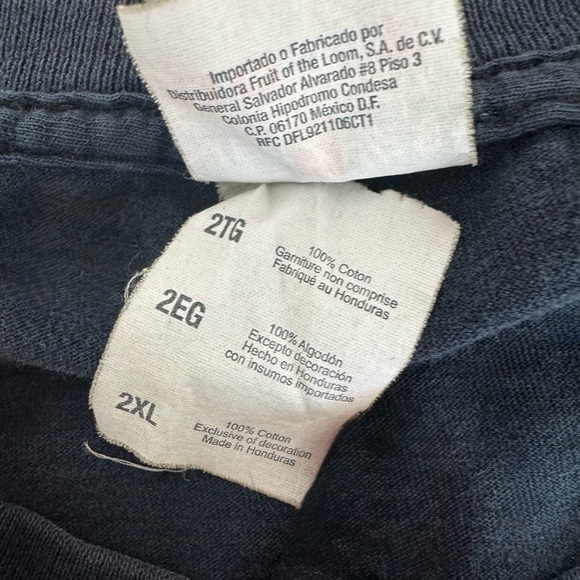 Importado o Fabricado por
Distribuidora Fruit of the Loom, S.A. de C.V.
General Salvador Alvarado #8 Piso 3
Colonia Hipodromo Condesa
C.P. 06170 México D.F.
RFC DFL921106CT1
2TG
100% Coton
Garniture non comprise
Fabriqué au Honduras
2EG
100% Algodón
Excepto decoración
Hecho en Honduras
con insumos importados
2XL
100% Cotton
Exclusive of decoration
Made in Honduras